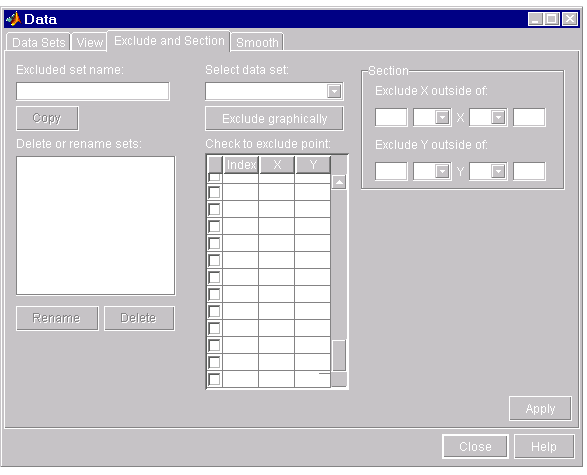 Data
Data Sets View Exclude and Section Smooth
Excluded set name:
Copy
Delete or rename sets:
Rename Delete
Select data set:
Exclude graphically
Check to exclude point:
Index X Y
Section
Exclude X outside of:
X
Exclude Y outside of:
Y
Apply
Close Help